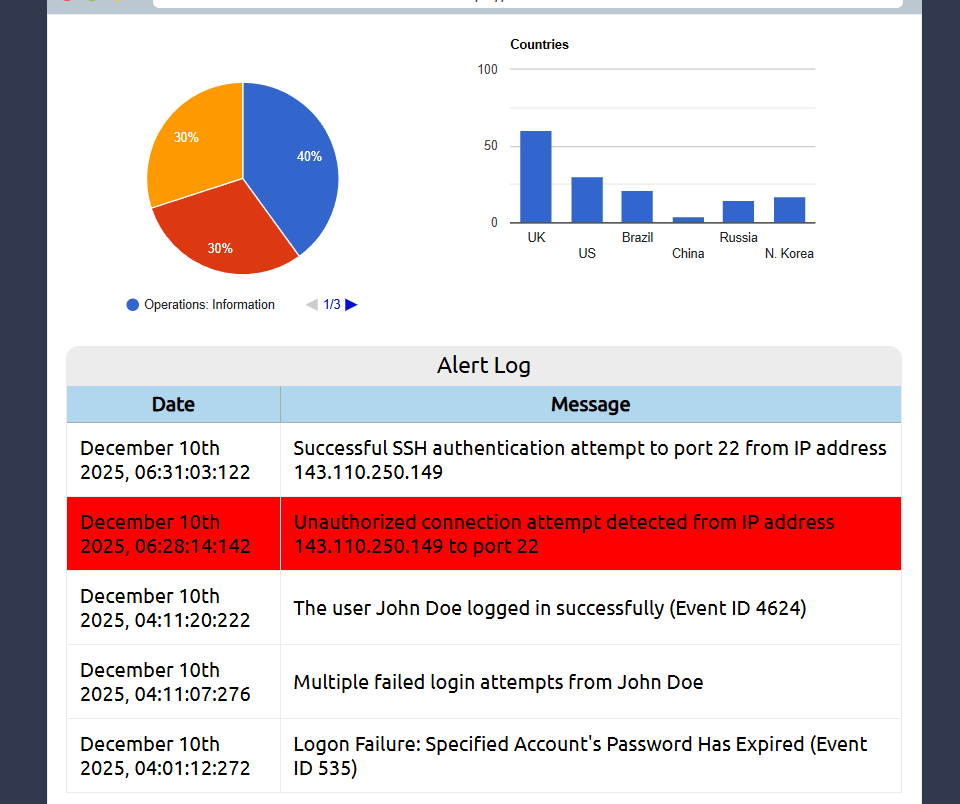 Countries
100
50
0
UK
US
Brazil
China
Russia
N. Korea
30%
40%
30%
Operations: Information
1/3
Alert Log
Date
Message
December 10th
2025, 06:31:03:122
Successful SSH authentication attempt to port 22 from IP address
143.110.250.149
December 10th
2025, 06:28:14:142
Unauthorized connection attempt detected from IP address
143.110.250.149 to port 22
December 10th
2025, 04:11:20:222
The user John Doe logged in successfully (Event ID 4624)
December 10th
2025, 04:11:07:276
Multiple failed login attempts from John Doe
December 10th
2025, 04:01:12:272
Logon Failure: Specified Account's Password Has Expired (Event
ID 535)